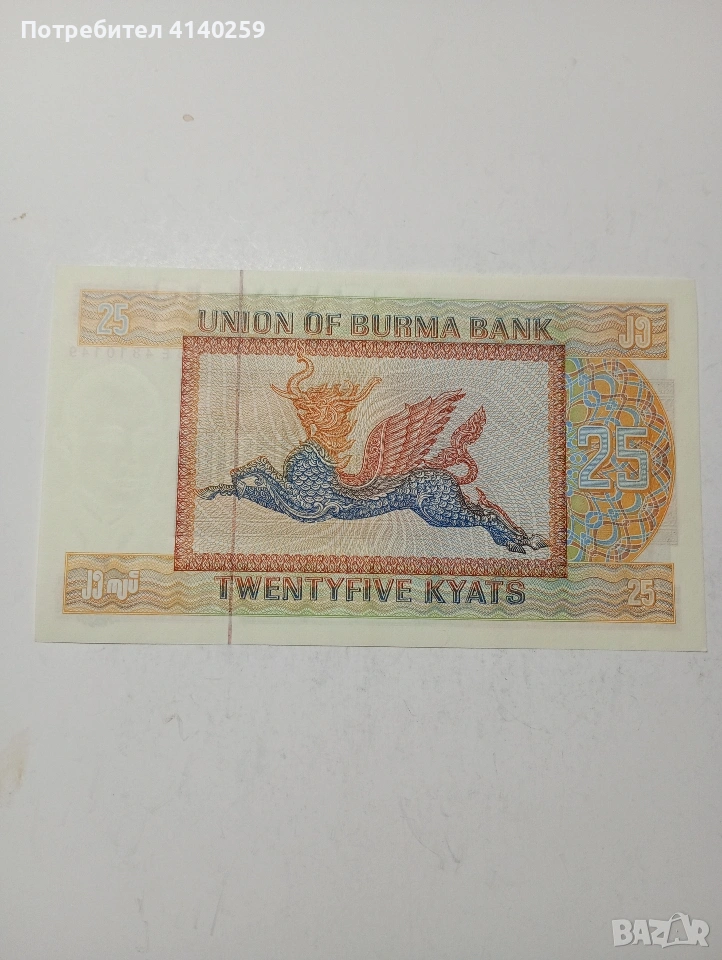 Потребител 4140259
25 UNION OF BURMA BANK ၂၅
25
TWENTYFIVE KYATS
၂၅ ကျပ် 25
BAZAR